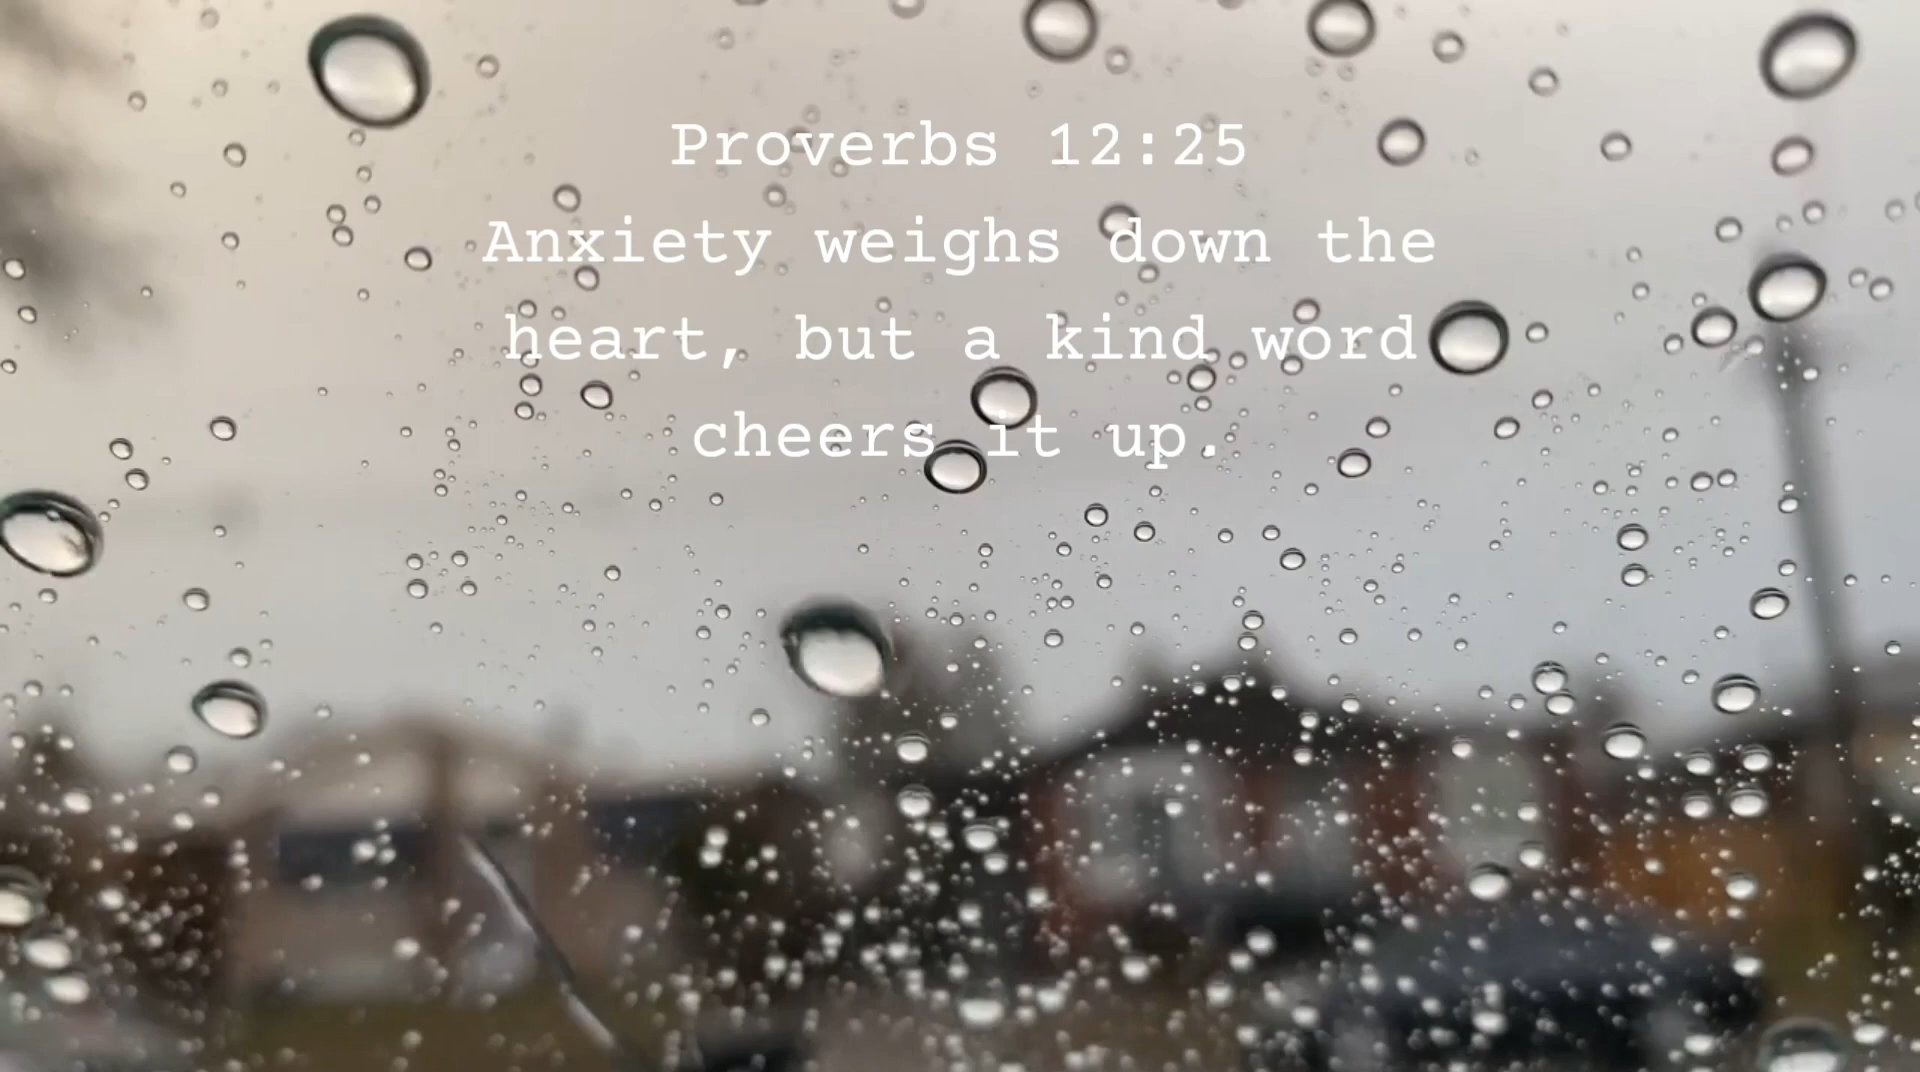 Proverbs 12:25
Anxiety weighs down the
heart, but a kind word
cheers it up.